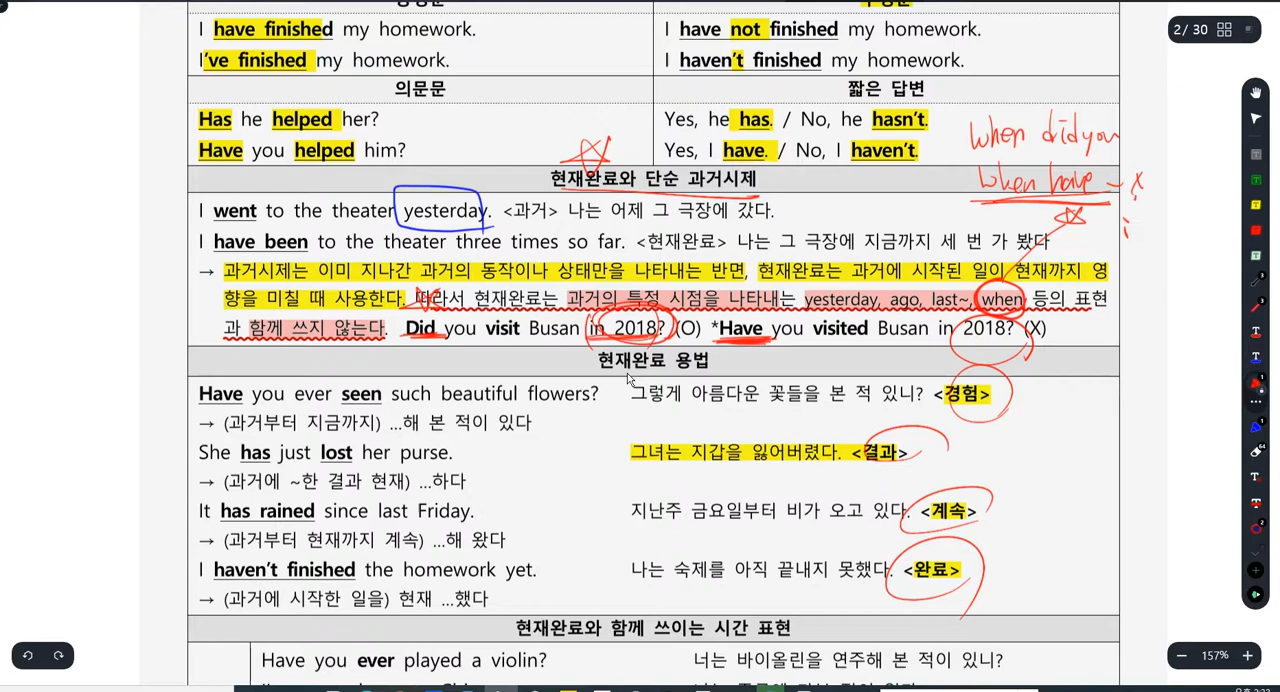 2 / 30
I have finished my homework.
I have not finished my homework.
I've finished my homework.
I haven't finished my homework.
의문문
짧은 답변
Has he helped her?
Yes, he has. / No, he hasn't.
Have you helped him?
Yes, I have. / No, I haven't.
when did you
when have ~ x
현재완료와 단순 과거시제
I went to the theater yesterday. <과거> 나는 어제 그 극장에 갔다.
I have been to the theater three times so far. <현재완료> 나는 그 극장에 지금까지 세 번 가 봤다
→ 과거시제는 이미 지나간 과거의 동작이나 상태만을 나타내는 반면, 현재완료는 과거에 시작된 일이 현재까지 영
향을 미칠 때 사용한다. 따라서 현재완료는 과거의 특정 시점을 나타내는 yesterday, ago, last~, when 등의 표현
과 함께 쓰지 않는다. Did you visit Busan in 2018? (O) *Have you visited Busan in 2018? (X)
현재완료 용법
Have you ever seen such beautiful flowers?
그렇게 아름다운 꽃들을 본 적 있니? <경험>
→ (과거부터 지금까지) …해 본 적이 있다
She has just lost her purse.
그녀는 지갑을 잃어버렸다. <결과>
→ (과거에 ~한 결과 현재) …하다
It has rained since last Friday.
지난주 금요일부터 비가 오고 있다. <계속>
→ (과거부터 현재까지 계속) …해 왔다
I haven't finished the homework yet.
나는 숙제를 아직 끝내지 못했다. <완료>
→ (과거에 시작한 일을) 현재 …했다
현재완료와 함께 쓰이는 시간 표현
Have you ever played a violin?
너는 바이올린을 연주해 본 적이 있니?
157%